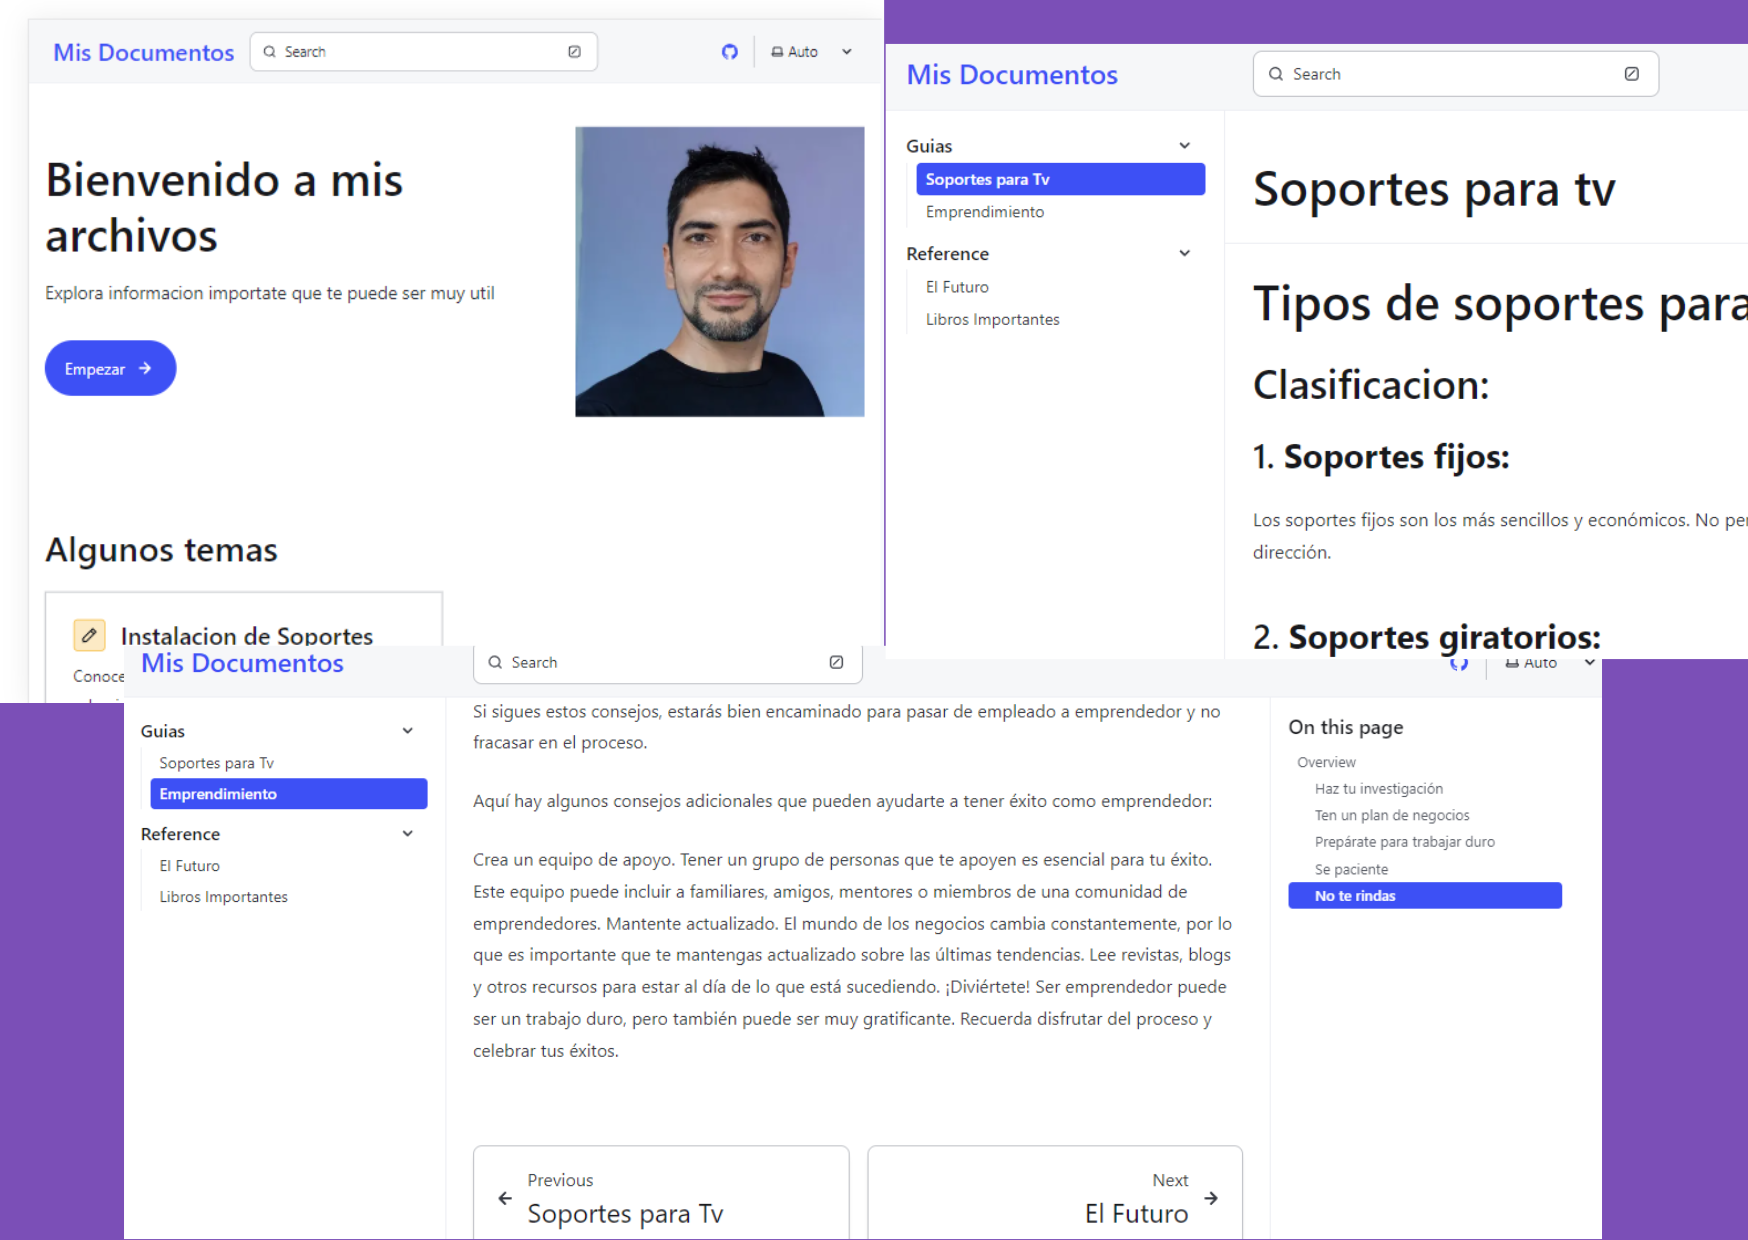 Mis Documentos
Search
Auto
Bienvenido a mis
archivos
Explora informacion importate que te puede ser muy util
Empezar
Algunos temas
Instalacion de Soportes
Conoce
Mis Documentos
Search
Guias
Soportes para Tv
Emprendimiento
Reference
El Futuro
Libros Importantes
Soportes para tv
Tipos de soportes para
Clasificacion:
1. Soportes fijos:
Los soportes fijos son los más sencillos y económicos. No per
dirección.
2. Soportes giratorios:
Mis Documentos
Search
Auto
Guias
Soportes para Tv
Emprendimiento
Reference
El Futuro
Libros Importantes
Si sigues estos consejos, estarás bien encaminado para pasar de empleado a emprendedor y no
fracasar en el proceso.
Aquí hay algunos consejos adicionales que pueden ayudarte a tener éxito como emprendedor:
Crea un equipo de apoyo. Tener un grupo de personas que te apoyen es esencial para tu éxito.
Este equipo puede incluir a familiares, amigos, mentores o miembros de una comunidad de
emprendedores. Mantente actualizado. El mundo de los negocios cambia constantemente, por lo
que es importante que te mantengas actualizado sobre las últimas tendencias. Lee revistas, blogs
y otros recursos para estar al día de lo que está sucediendo. ¡Diviértete! Ser emprendedor puede
ser un trabajo duro, pero también puede ser muy gratificante. Recuerda disfrutar del proceso y
celebrar tus éxitos.
Previous
Soportes para Tv
Next
El Futuro
On this page
Overview
Haz tu investigación
Ten un plan de negocios
Prepárate para trabajar duro
Se paciente
No te rindas